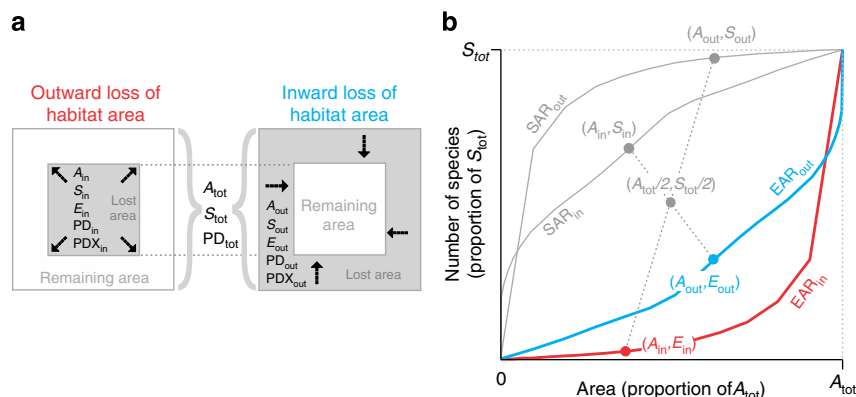 a
Outward loss of
habitat area
A_in
S_in
E_in
PD_in
PDX_in
Lost
area
Remaining area
A_tot
S_tot
PD_tot
Inward loss of
habitat area
A_out
S_out
E_out
PD_out
PDX_out
Remaining
area
Lost area
b
S_tot
Number of species
(proportion of S_tot)
(A_out,S_out)
SAR_out
(A_in,S_in)
SAR_in
(A_tot/2,S_tot/2)
EAR_out
(A_out,E_out)
EAR_in
(A_in,E_in)
0
Area (proportion of A_tot)
A_tot